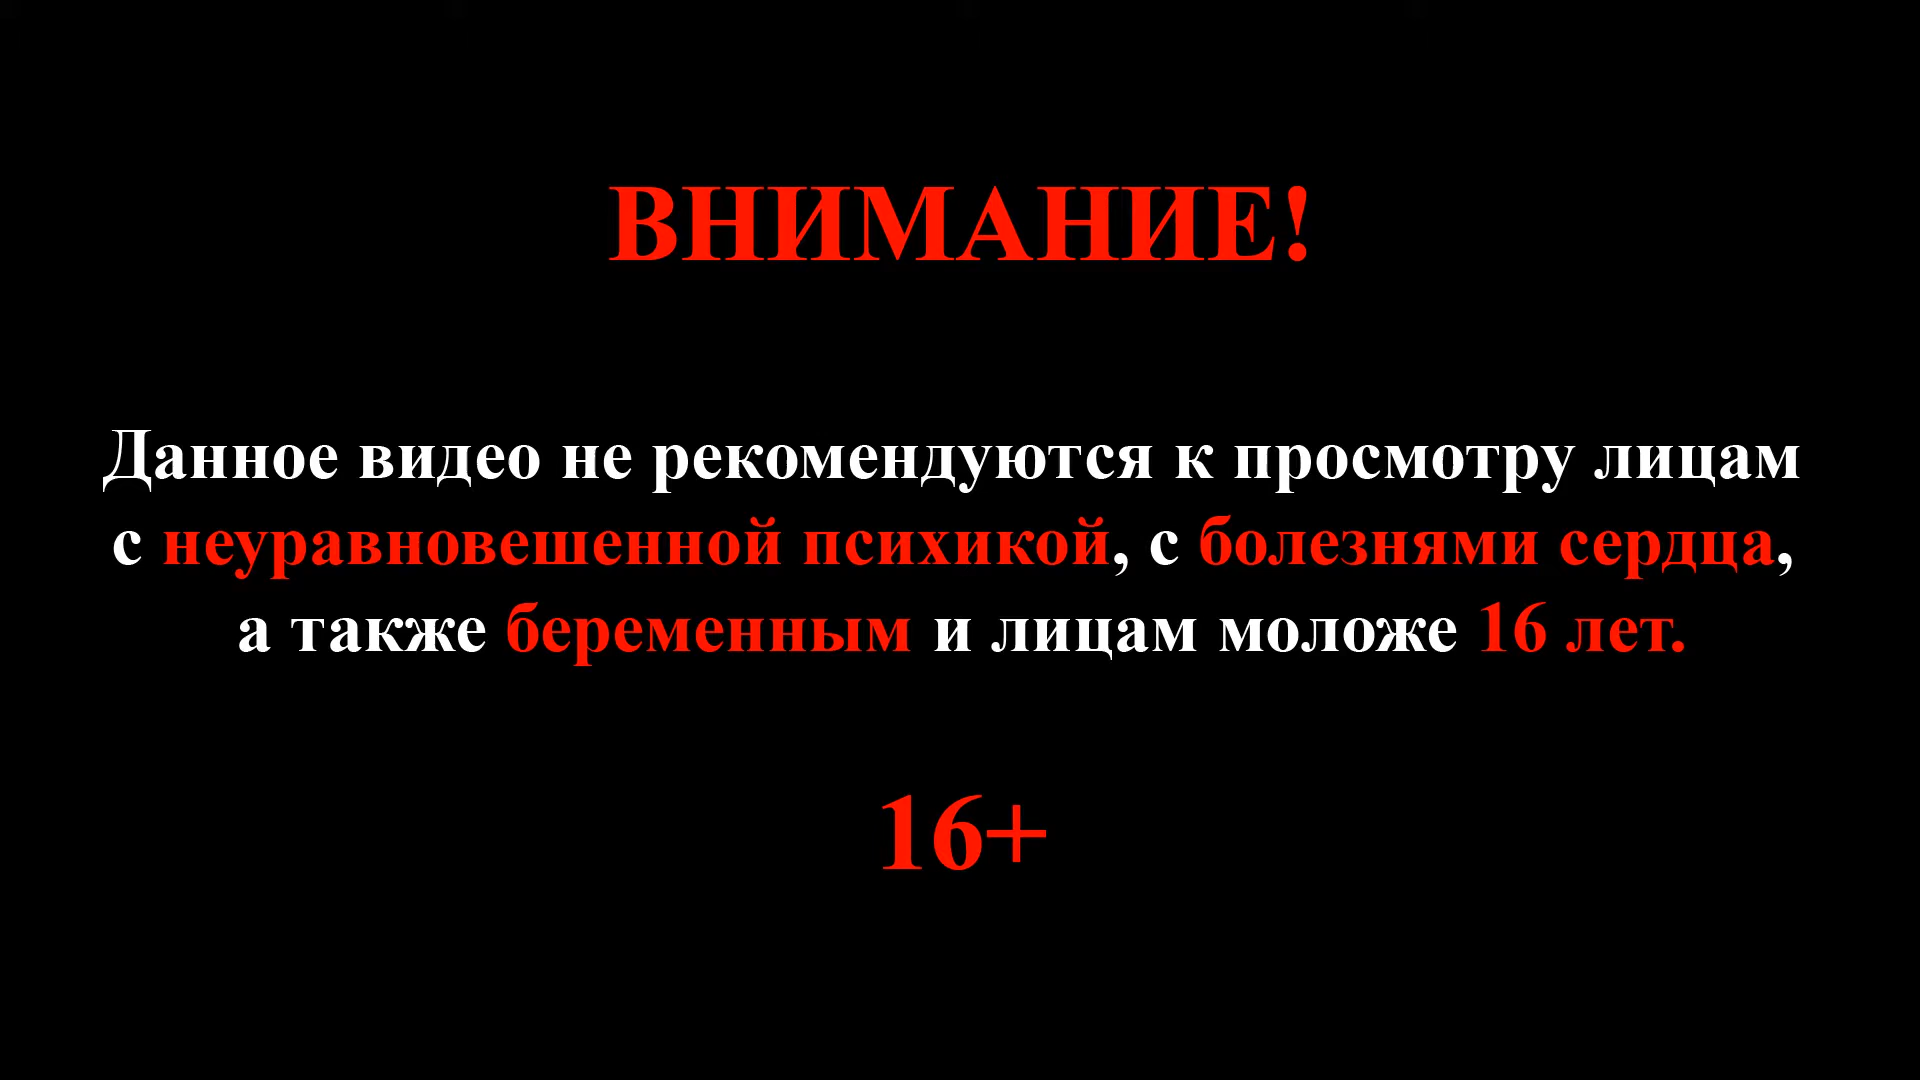 ВНИМАНИЕ!
Данное видео не рекомендуются к просмотру лицам
с неуравновешенной психикой, с болезнями сердца,
а также беременным и лицам моложе 16 лет.
16+